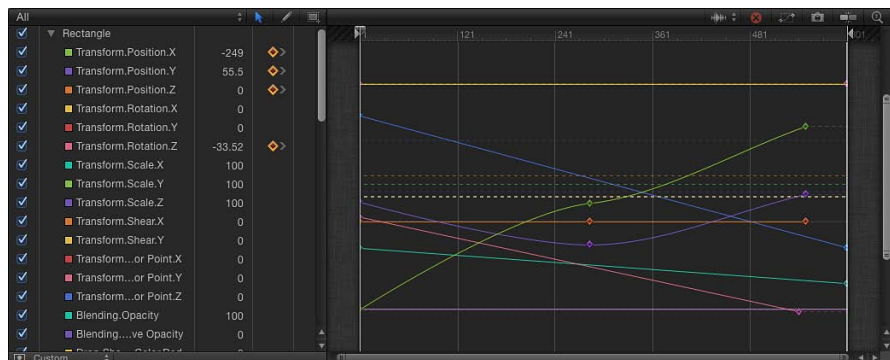 All
Rectangle
Transform.Position.X -249
Transform.Position.Y 55.5
Transform.Position.Z 0
Transform.Rotation.X 0
Transform.Rotation.Y 0
Transform.Rotation.Z -33.52
Transform.Scale.X 100
Transform.Scale.Y 100
Transform.Scale.Z 100
Transform.Shear.X 0
Transform.Shear.Y 0
Transform...or Point.X 0
Transform...or Point.Y 0
Transform...or Point.Z 0
Blending.Opacity 100
Blending....ve Opacity 0
Custom
1 121 241 361 481 601